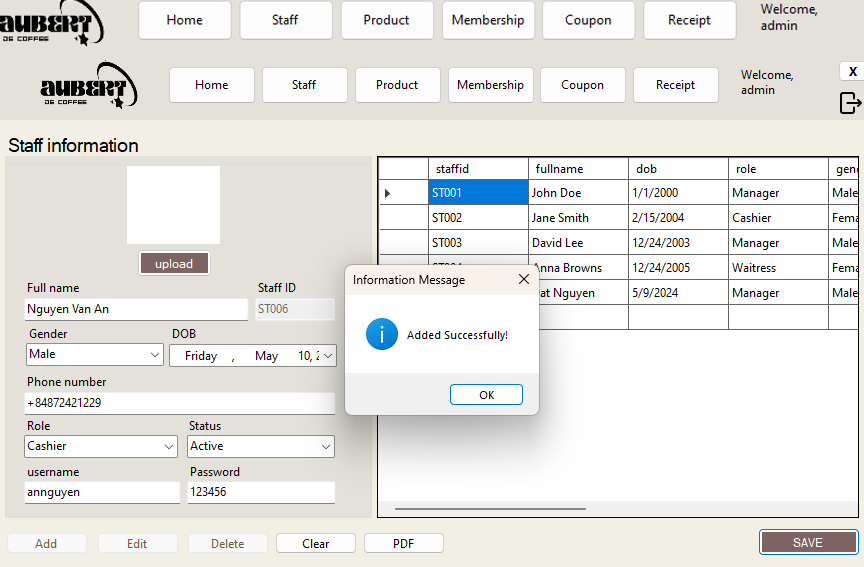 AUBERT
DE COFFEE
Home Staff Product Membership Coupon Receipt
Welcome,
admin
AUBERT
DE COFFEE
Home Staff Product Membership Coupon Receipt
Welcome,
admin
X
Staff information
upload
Full name Staff ID
Nguyen Van An ST006
Gender DOB
Male Friday , May 10, 2
Phone number
+84872421229
Role Status
Cashier Active
username Password
annguyen 123456
staffid fullname dob role gen
ST001 John Doe 1/1/2000 Manager Male
ST002 Jane Smith 2/15/2004 Cashier Fema
ST003 David Lee 12/24/2003 Manager Male
ST004 Anna Browns 12/24/2005 Waitress Fema
at Nguyen 5/9/2024 Manager Male
Information Message
Added Successfully!
OK
Add Edit Delete Clear PDF SAVE